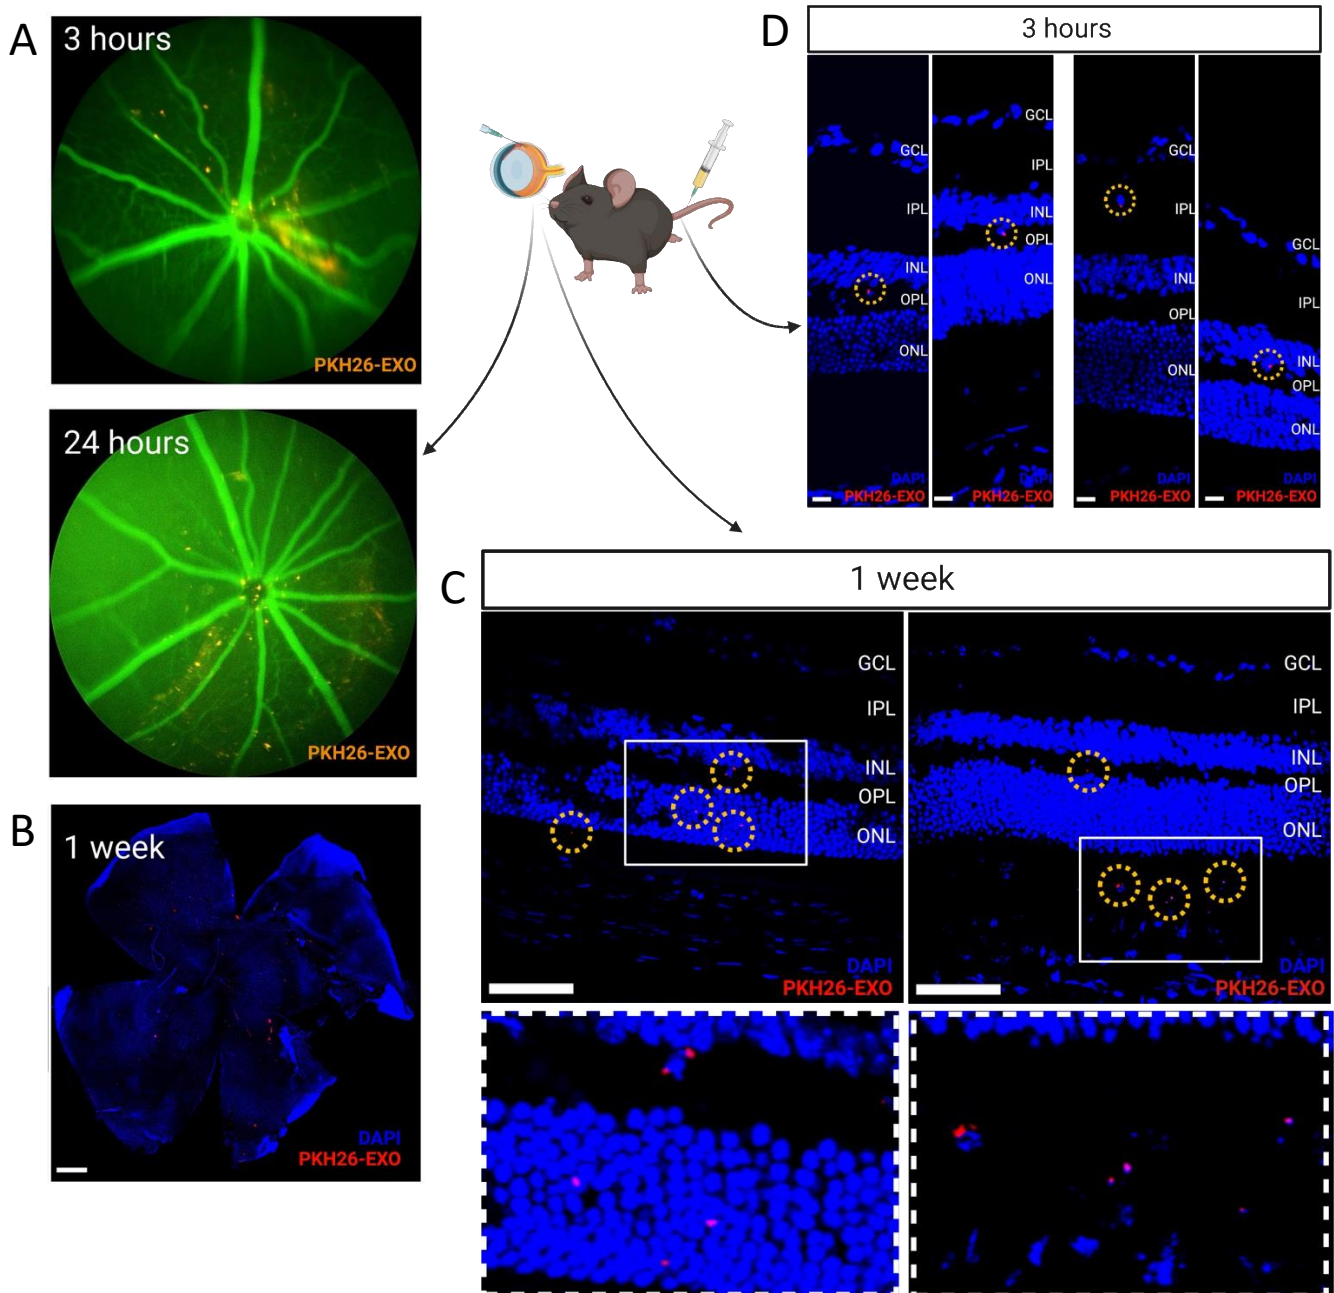 A
3 hours
PKH26-EXO
24 hours
PKH26-EXO
B
1 week
DAPI
PKH26-EXO
D
3 hours
GCL
IPL
INL
OPL
ONL
DAPI
PKH26-EXO
GCL
IPL
INL
OPL
ONL
DAPI
PKH26-EXO
GCL
IPL
INL
OPL
ONL
DAPI
PKH26-EXO
GCL
IPL
INL
OPL
ONL
DAPI
PKH26-EXO
C
1 week
GCL
IPL
INL
OPL
ONL
DAPI
PKH26-EXO
GCL
IPL
INL
OPL
ONL
DAPI
PKH26-EXO